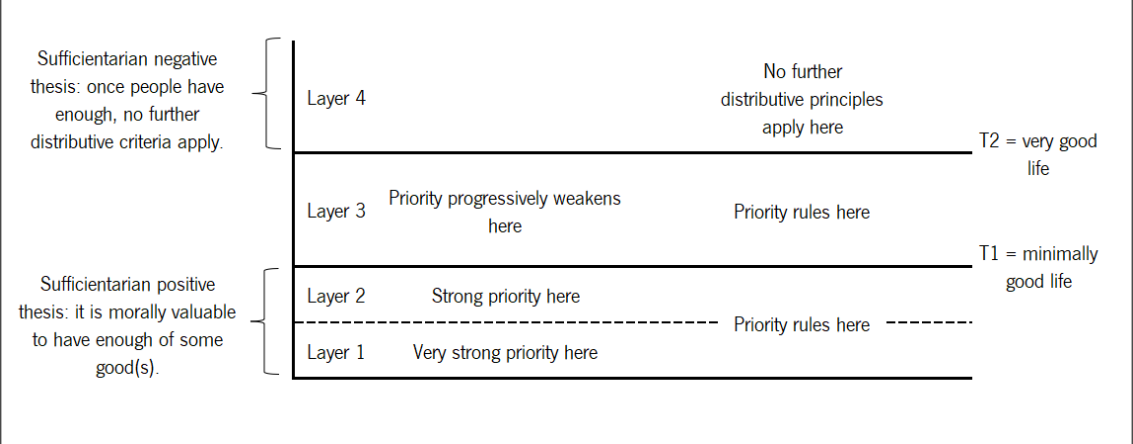 Sufficientarian negative
thesis: once people have
enough, no further
distributive criteria apply.
Layer 4
No further
distributive principles
apply here
T2 = very good
life
Layer 3
Priority progressively weakens
here
Priority rules here
T1 = minimally
good life
Sufficientarian positive
thesis: it is morally valuable
to have enough of some
good(s).
Layer 2
Strong priority here
Priority rules here
Layer 1
Very strong priority here